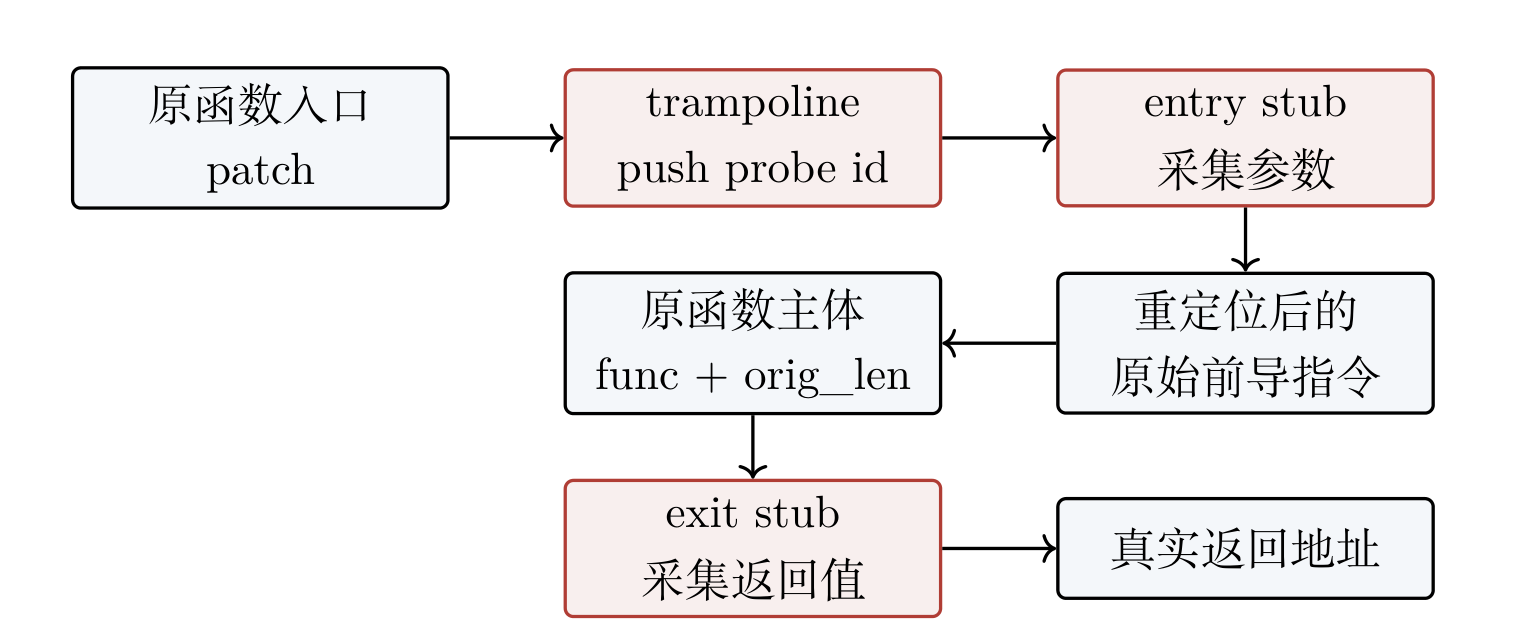 原函数入口
patch
trampoline
push probe id
entry stub
采集参数
原函数主体
func + orig_len
重定位后的
原始前导指令
exit stub
采集返回值
真实返回地址